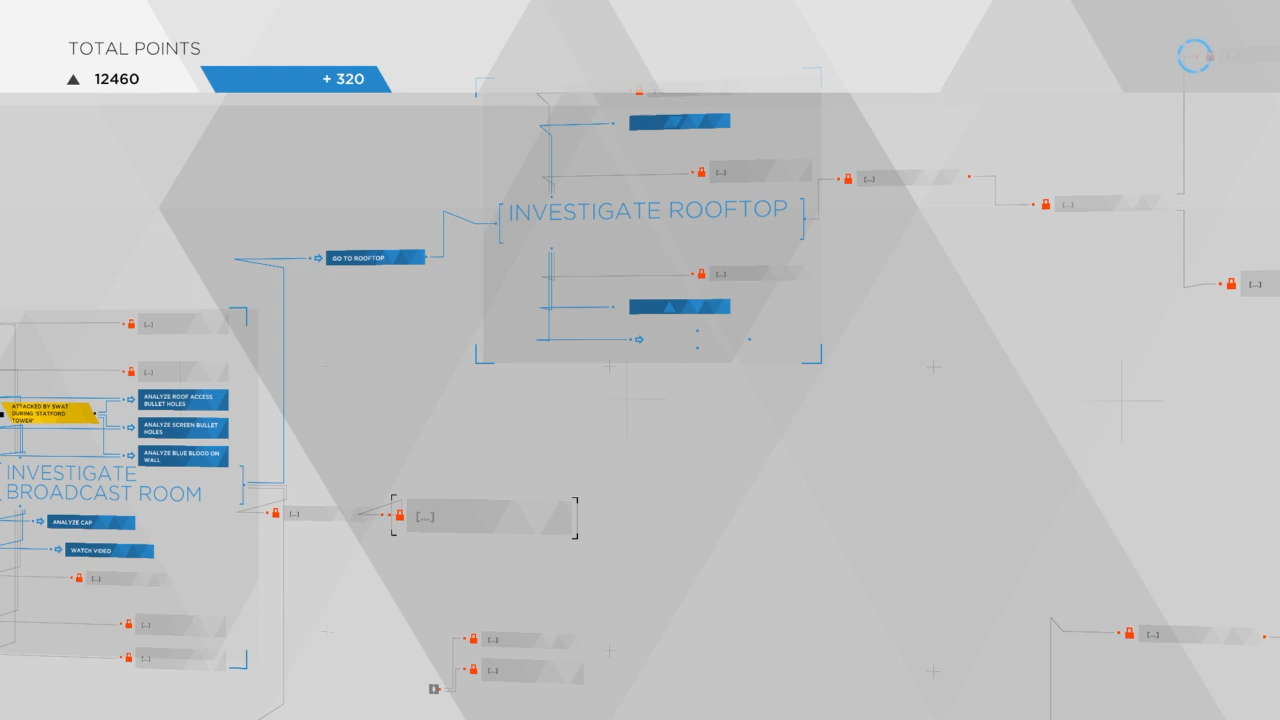 TOTAL POINTS
12460
+ 320
[...]
INVESTIGATE ROOFTOP
[...]
[...]
[...]
[...]
[...]
GO TO ROOFTOP
[...]
[...]
ATTACKED BY SWAT
DURING 'STATFORD
TOWER'
ANALYZE ROOF ACCESS
BULLET HOLES
ANALYZE SCREEN BULLET
HOLES
ANALYZE BLUE BLOOD ON
WALL
INVESTIGATE
BROADCAST ROOM
[...]
[...]
ANALYZE CAP
WATCH VIDEO
[...]
[...]
[...]
[...]
[...]
[...]